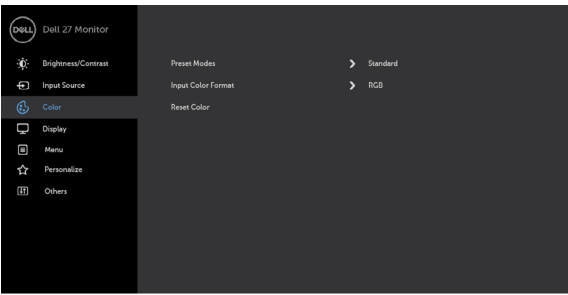 DELL Dell 27 Monitor
Brightness/Contrast
Input Source
Color
Display
Menu
Personalize
Others
Preset Modes Standard
Input Color Format RGB
Reset Color